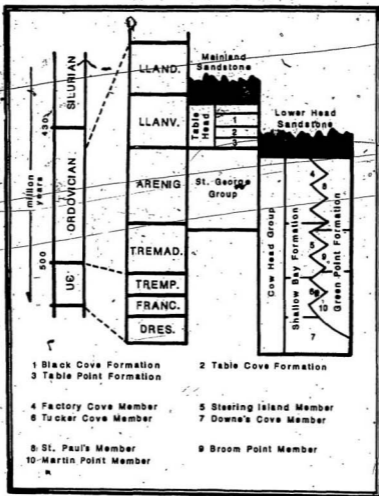 LLAND.
Mainland
Sandstone
SILURIAN
430
LLANV.
Table
Head
1
2
3
Lower Head
Sandstone
million
years
ORDOVICIAN
ARENIG
St. George
Group
4
6
5
9
8
10
7
Cow Head Group
Shallow Bay Formation
Green Point Formation
TREMAD.
500
UЄ
TREMP.
FRANC.
DRES.
1 Black Cove Formation 2 Table Cove Formation
3 Table Point Formation
4 Factory Cove Member 5 Steering Island Member
6 Tucker Cove Member 7 Downe's Cove Member
8 St. Paul's Member 9 Broom Point Member
10 Martin Point Member